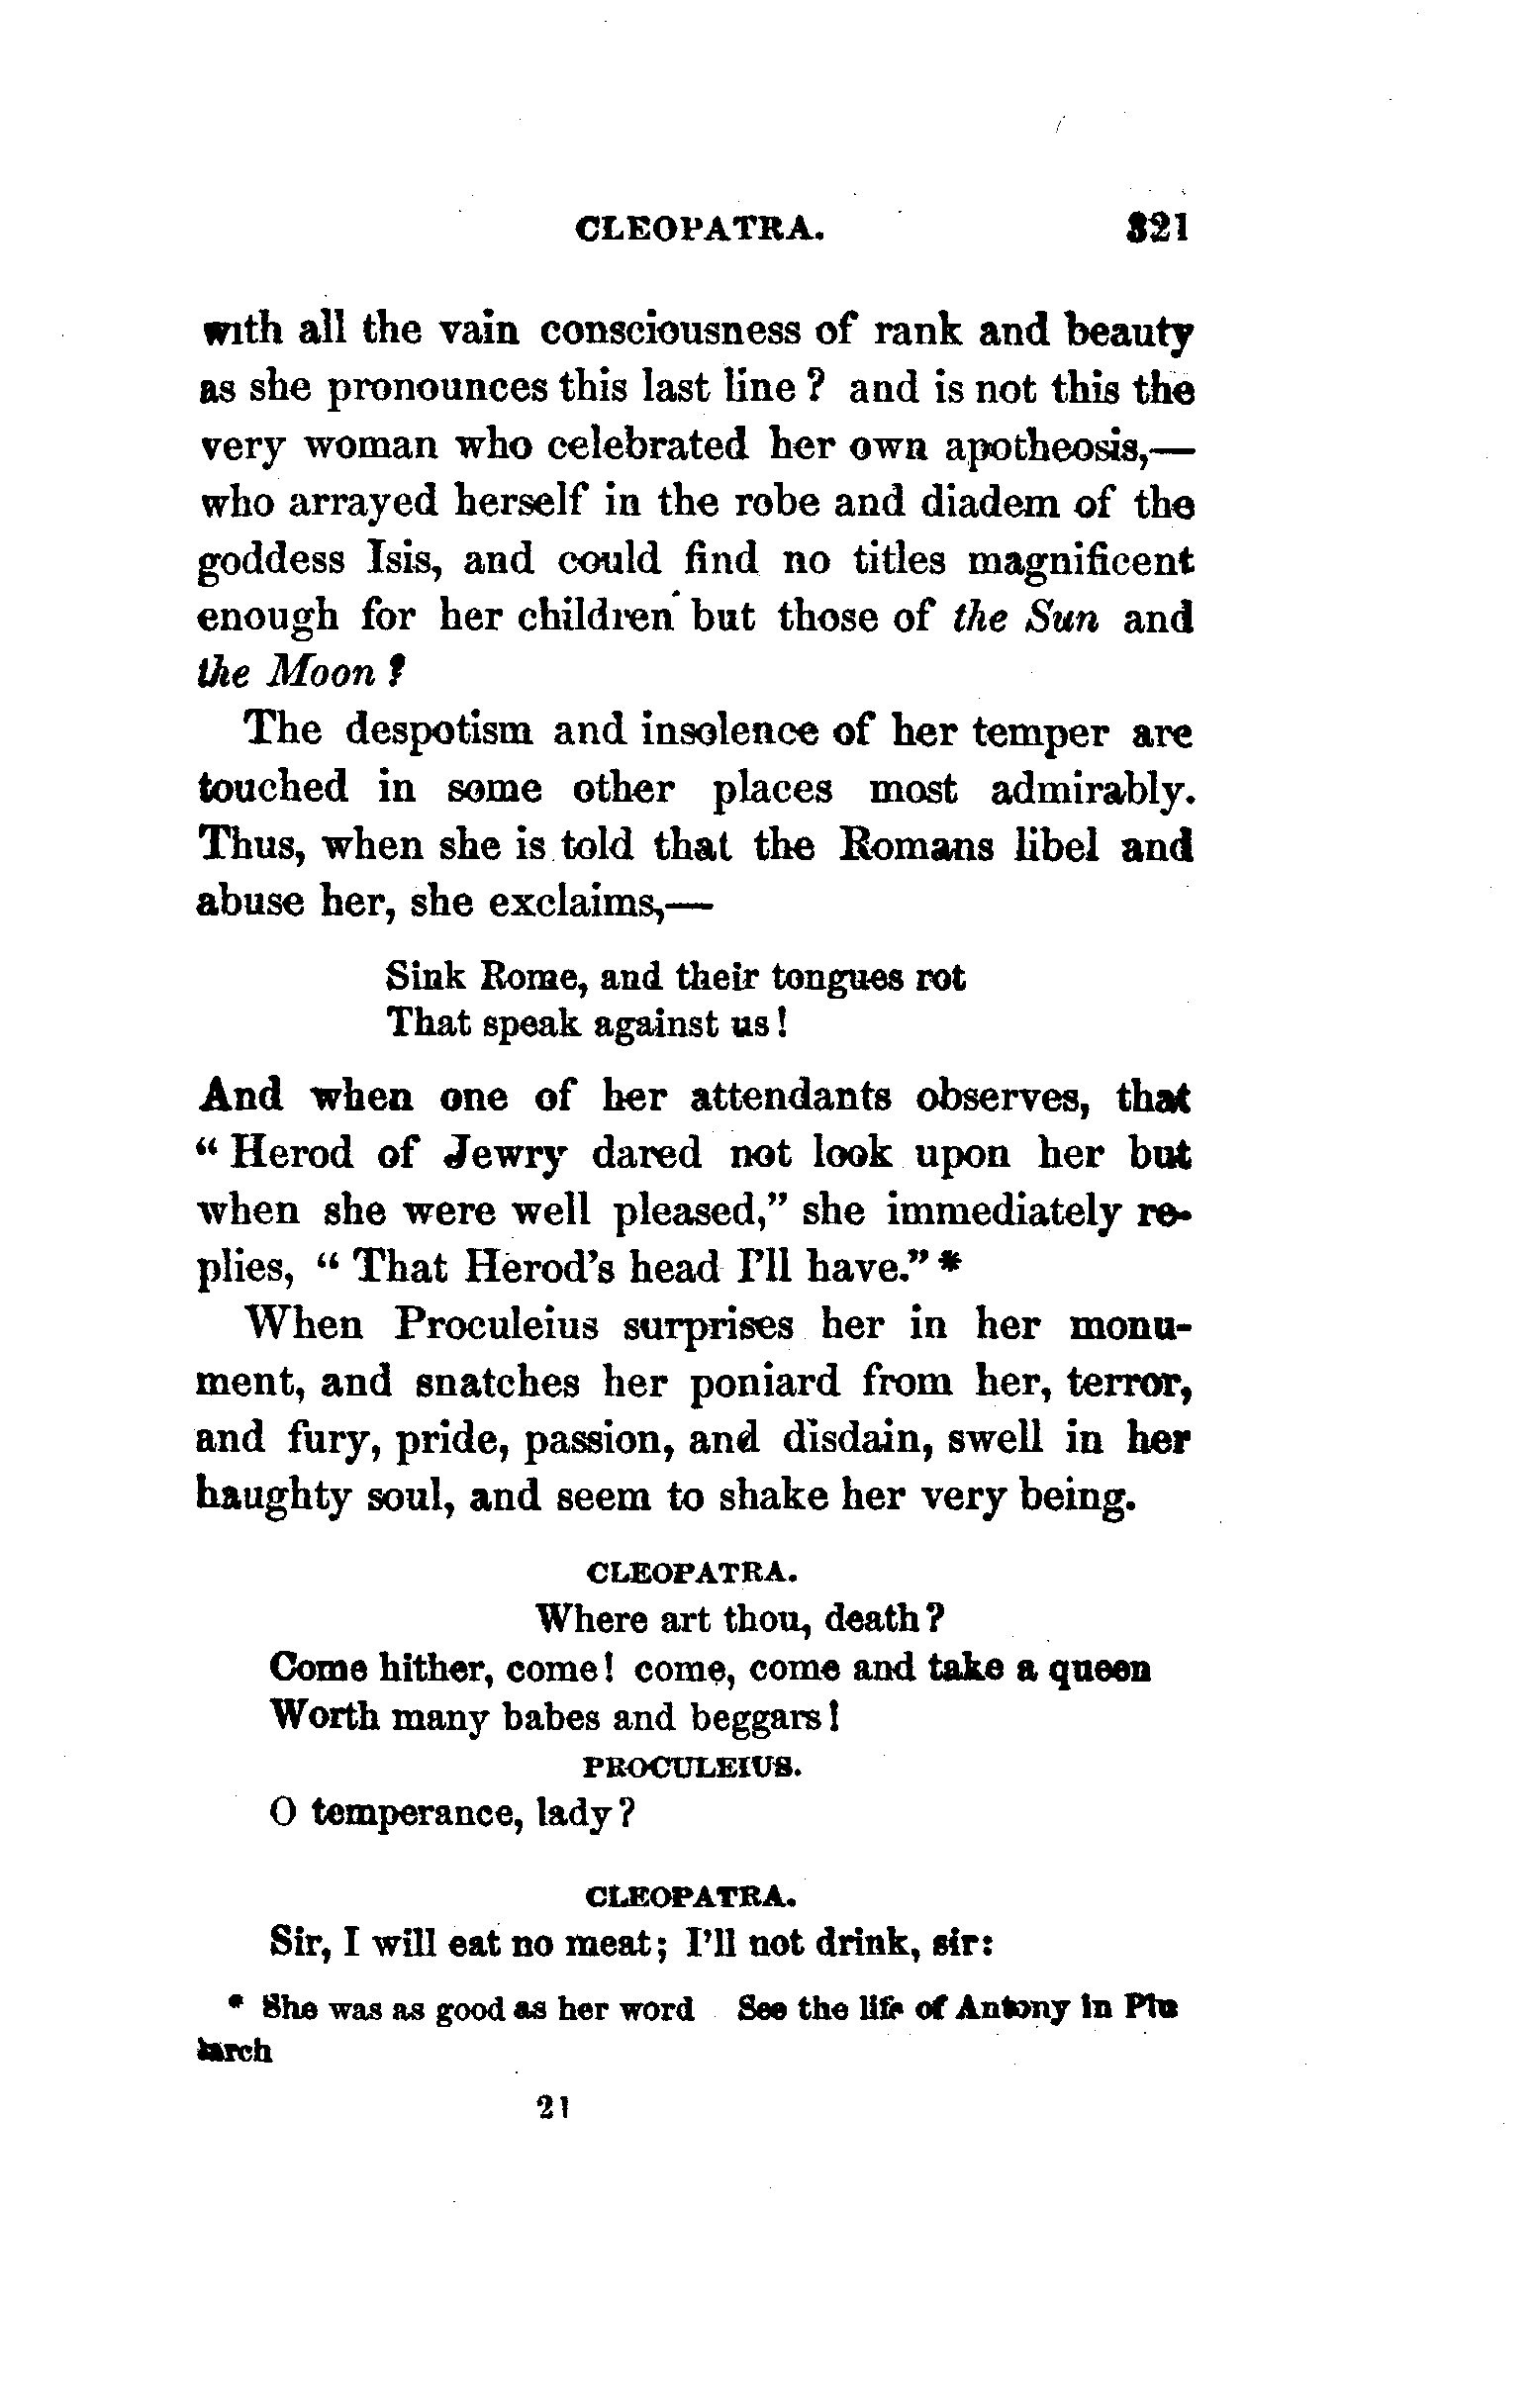 CLEOPATRA. 321
with all the vain consciousness of rank and beauty
as she pronounces this last line? and is not this the
very woman who celebrated her own apotheosis,—
who arrayed herself in the robe and diadem of the
goddess Isis, and could find no titles magnificent
enough for her children but those of the Sun and
the Moon?
The despotism and insolence of her temper are
touched in some other places most admirably.
Thus, when she is told that the Romans libel and
abuse her, she exclaims,—
Sink Rome, and their tongues rot
That speak against us!
And when one of her attendants observes, that
“Herod of Jewry dared not look upon her but
when she were well pleased,” she immediately re-
plies, “That Herod's head I'll have.”*
When Proculeius surprises her in her monu-
ment, and snatches her poniard from her, terror,
and fury, pride, passion, and disdain, swell in her
haughty soul, and seem to shake her very being.
CLEOPATRA.
Where art thou, death?
Come hither, come! come, come and take a queen
Worth many babes and beggars!
PROCULEIUS.
O temperance, lady?
CLEOPATRA.
Sir, I will eat no meat; I'll not drink, sir:
* She was as good as her word See the life of Antony in Plu
tarch
21